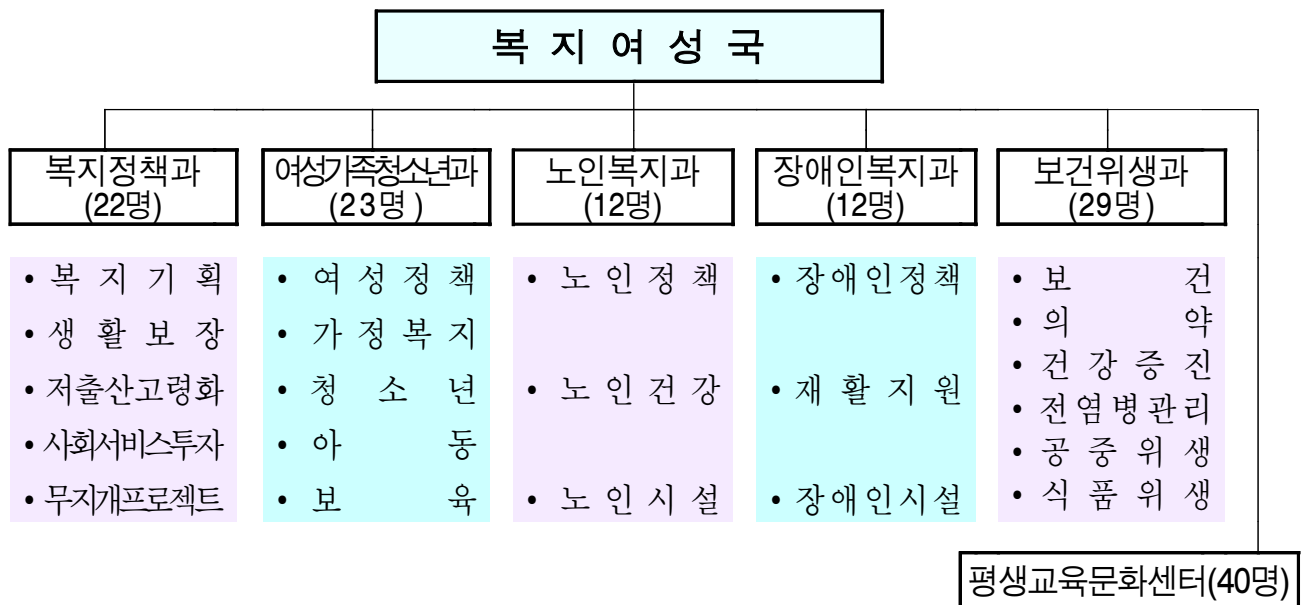 복 지 여 성 국
복지정책과
(22명)
여성가족청소년과
(23명)
노인복지과
(12명)
장애인복지과
(12명)
보건위생과
(29명)
• 복 지 기 획
• 생 활 보 장
• 저출산고령화
• 사회서비스투자
• 무지개프로젝트
• 여 성 정 책
• 가 정 복 지
• 청 소 년
• 아 동
• 보 육
• 노 인 정 책
• 노 인 건 강
• 노 인 시 설
• 장애인정책
• 재 활 지 원
• 장애인시설
• 보 건
• 의 약
• 건 강 증 진
• 전염병관리
• 공 중 위 생
• 식 품 위 생
평생교육문화센터(40명)